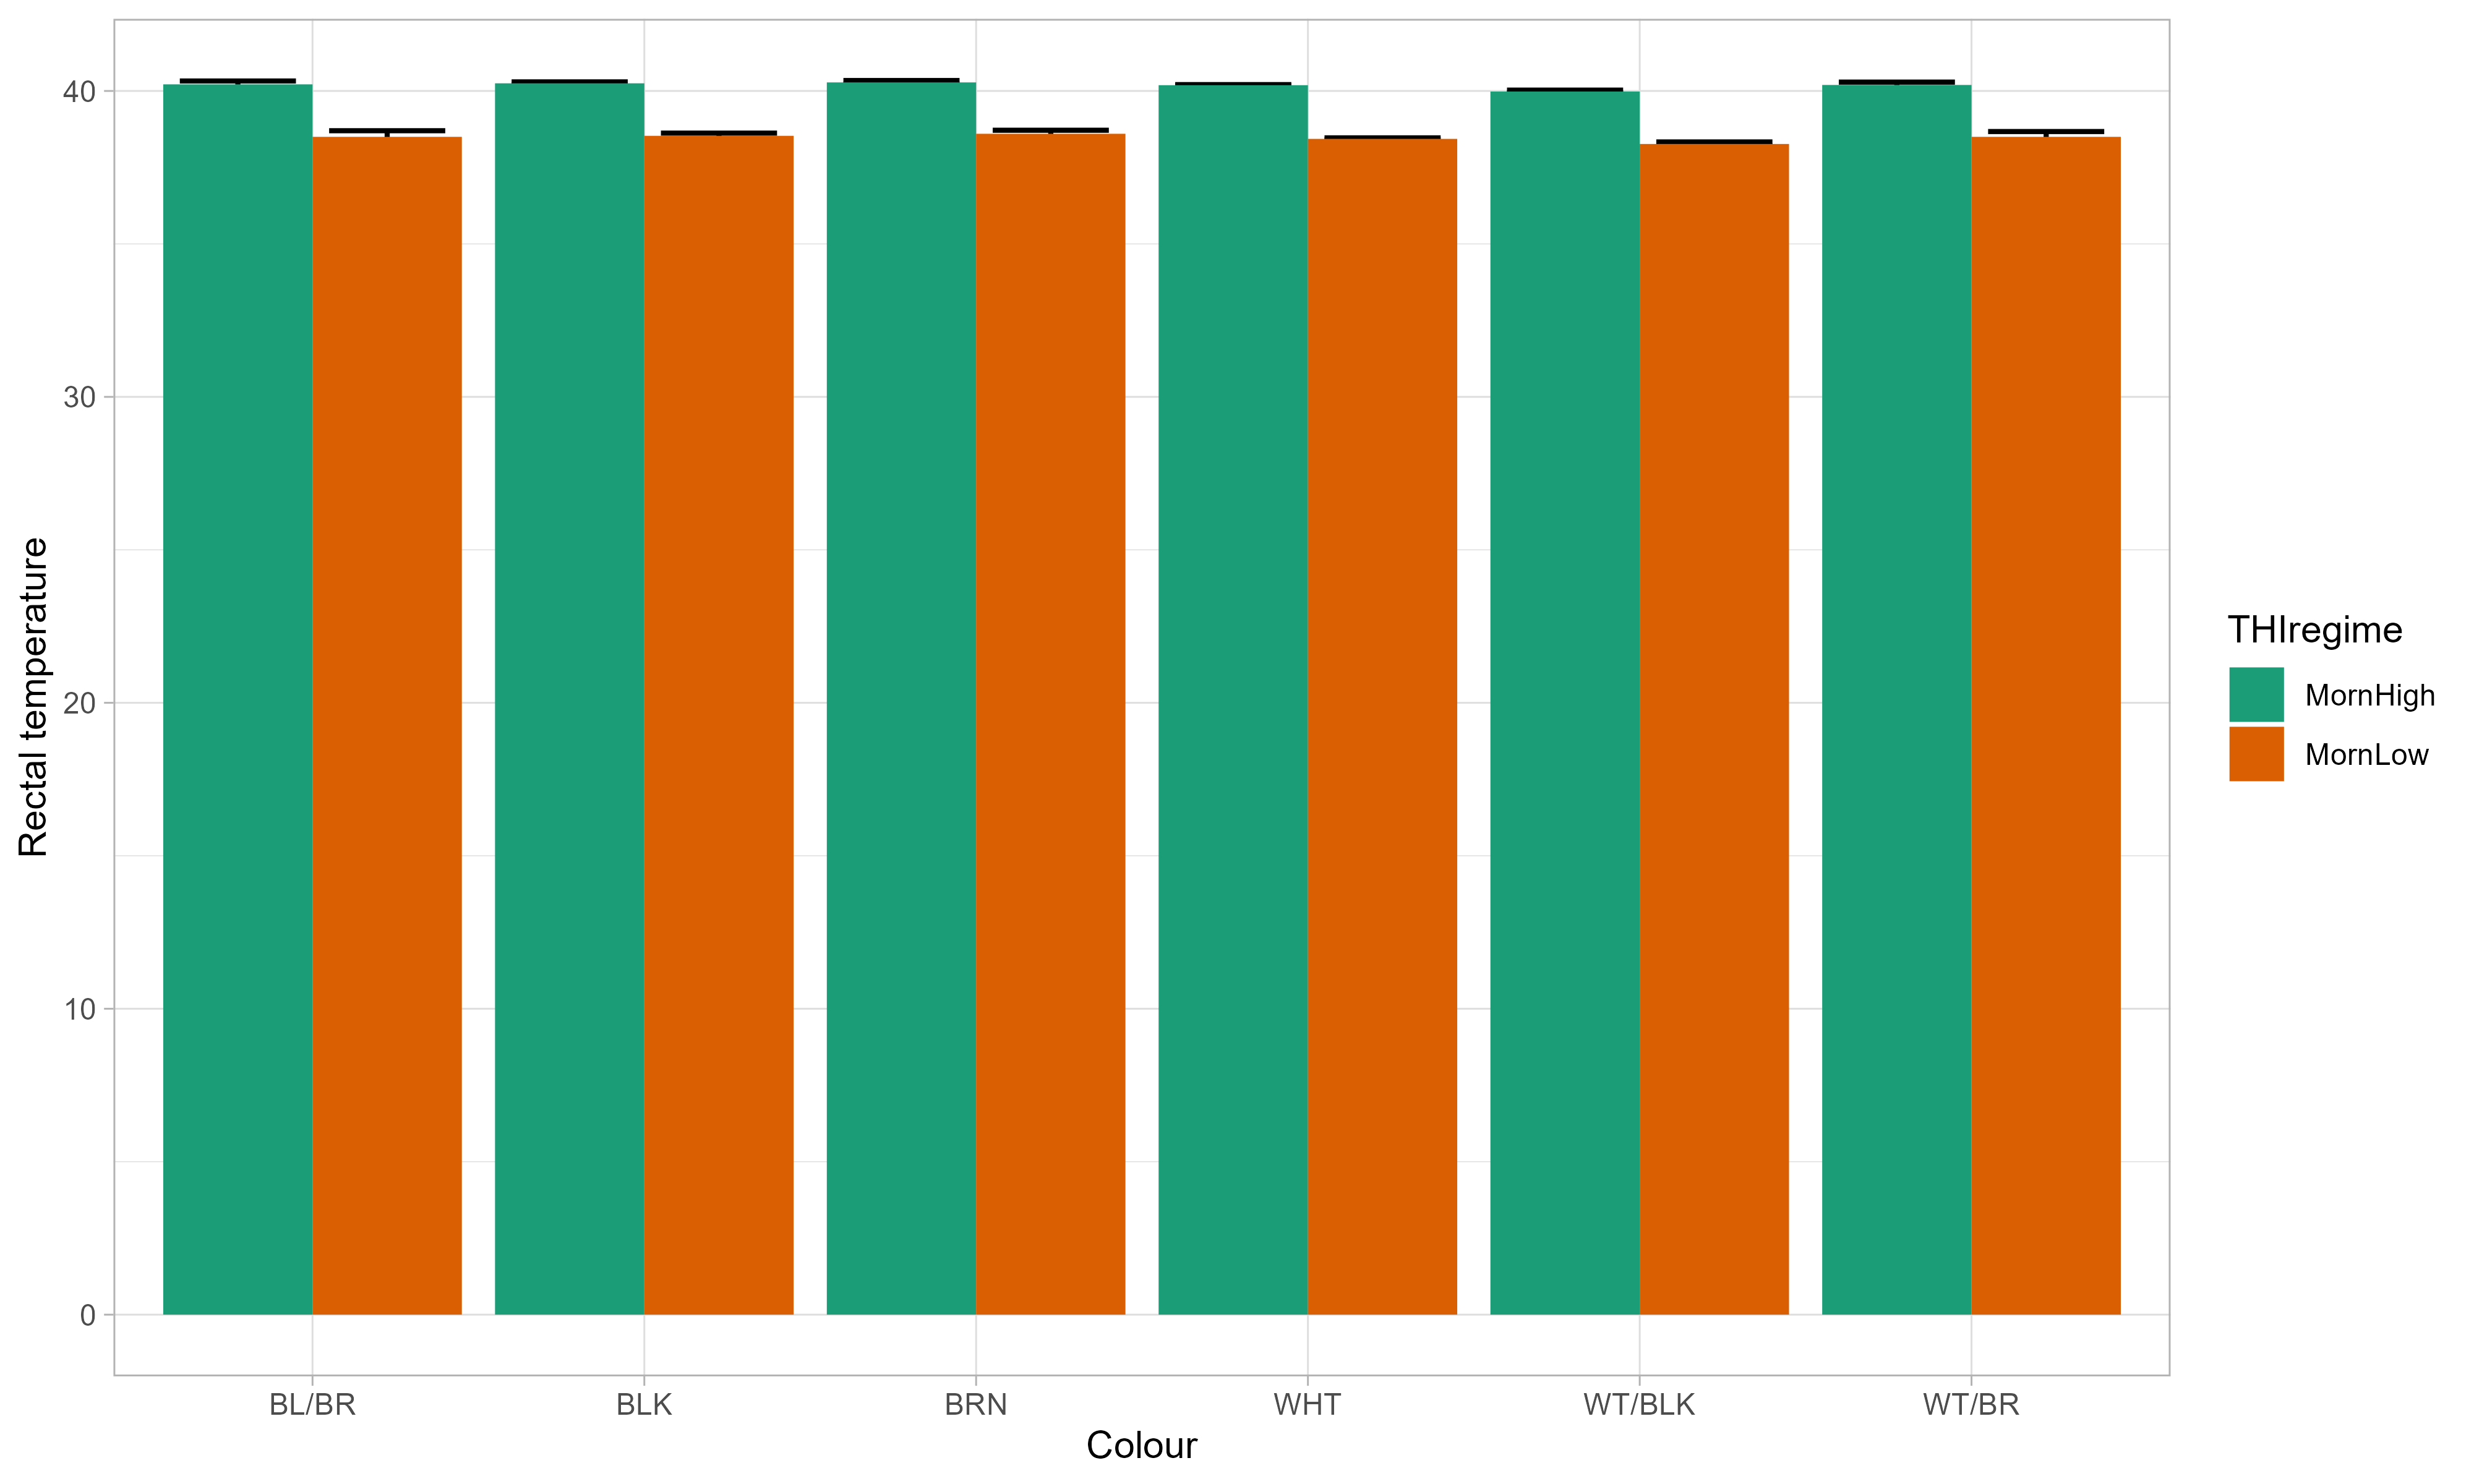 Rectal temperature
40
30
20
10
0
BL/BR BLK BRN WHT WT/BLK WT/BR
Colour
THIregime
MornHigh
MornLow